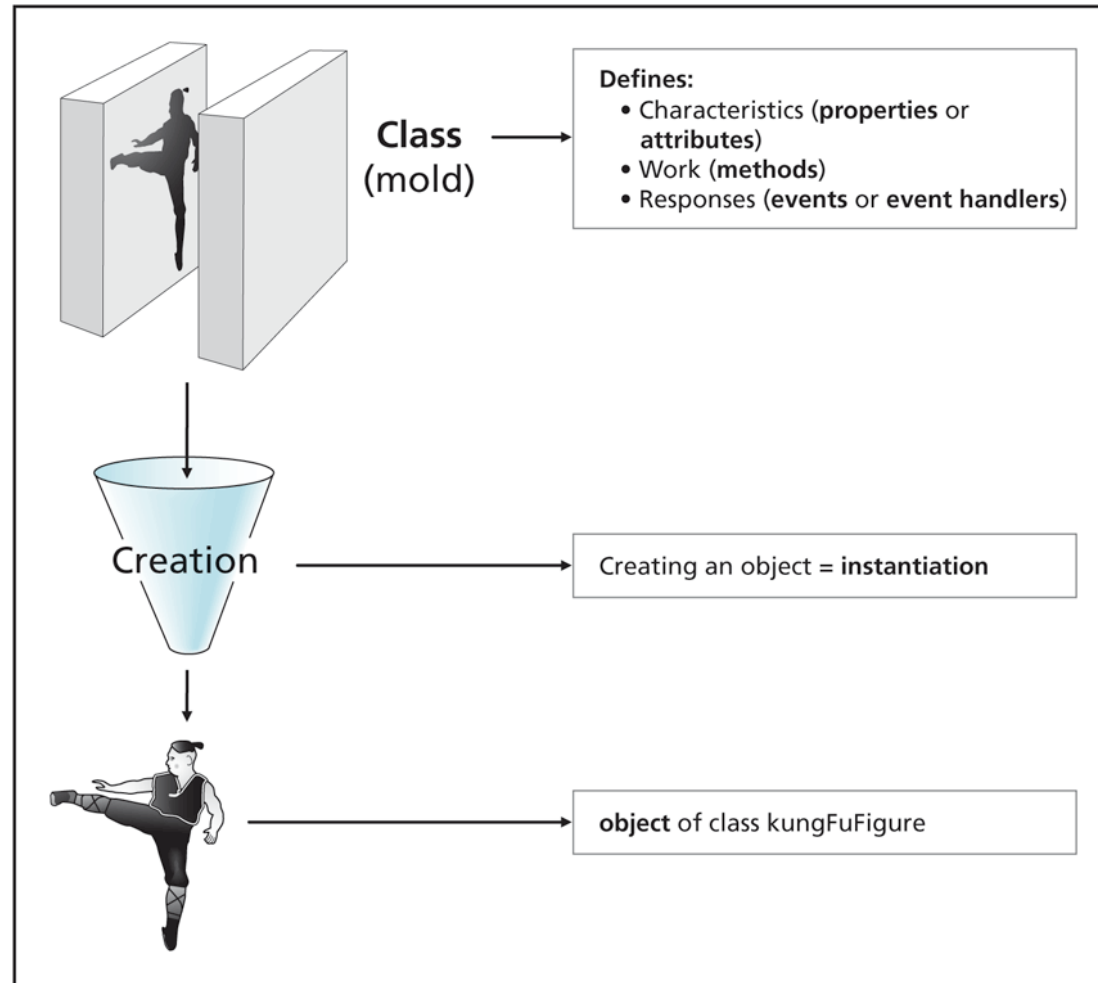 Class
(mold)
Defines:
• Characteristics (properties or
attributes)
• Work (methods)
• Responses (events or event handlers)
Creation
Creating an object = instantiation
object of class kungFuFigure